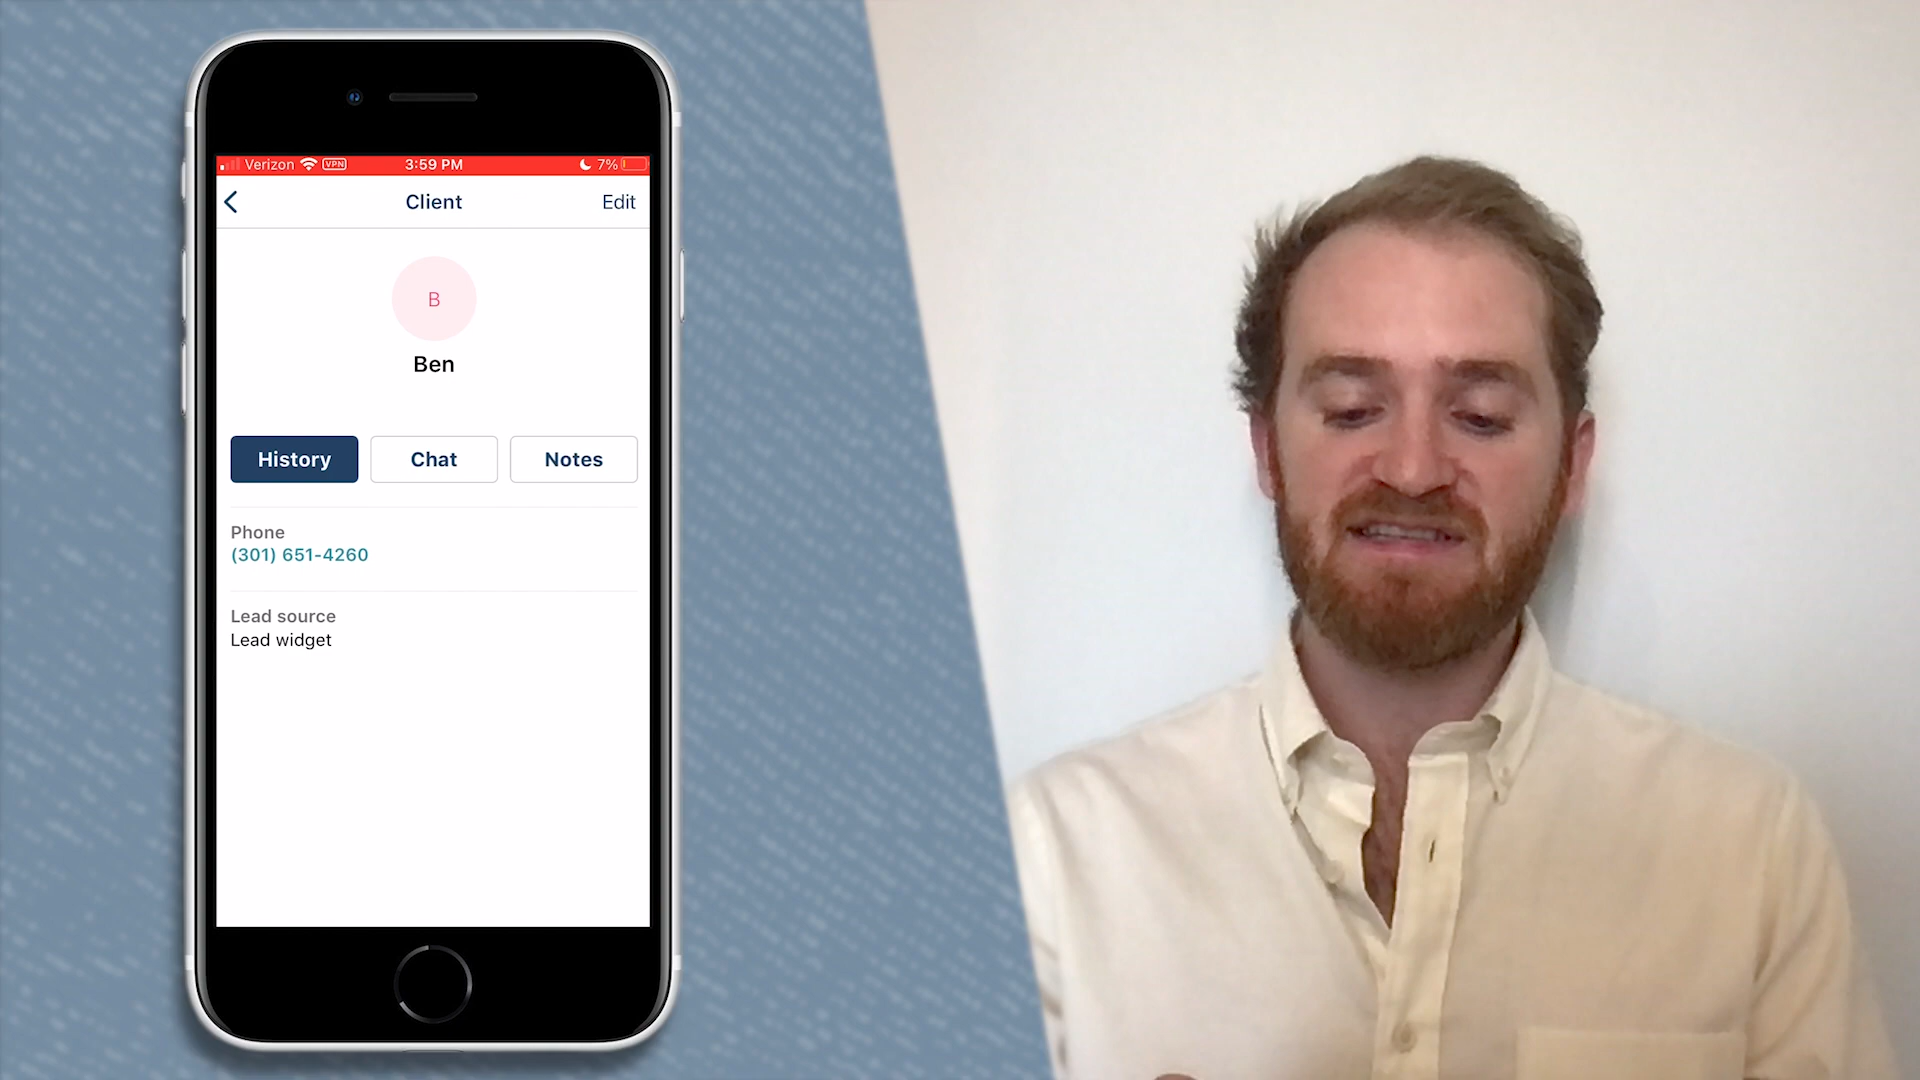 Verizon VPN 3:59 PM 7%
Client Edit
B
Ben
History Chat Notes
Phone
(301) 651-4260
Lead source
Lead widget